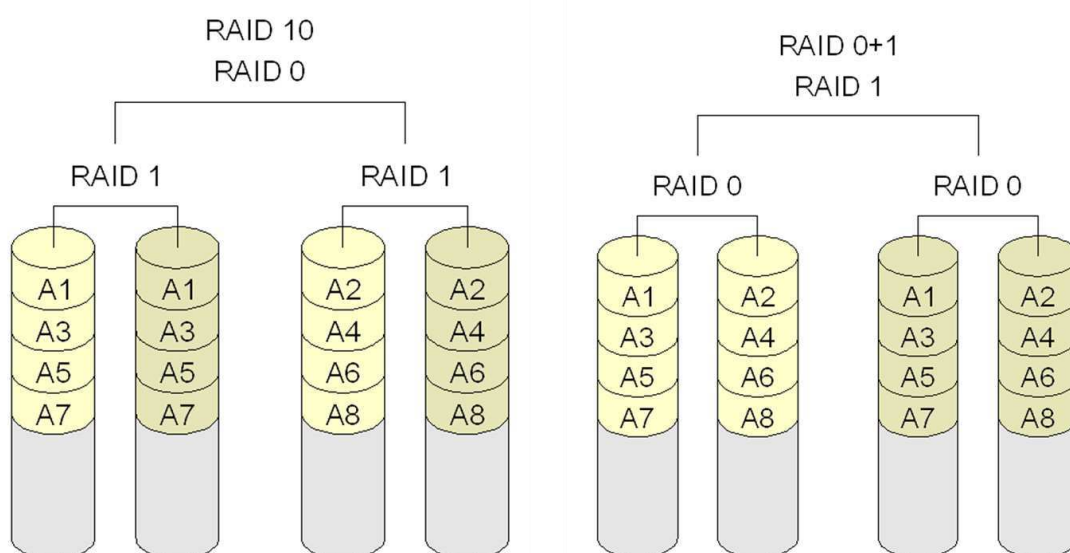 RAID 10
RAID 0
RAID 1 RAID 1
A1 A1 A2 A2
A3 A3 A4 A4
A5 A5 A6 A6
A7 A7 A8 A8
RAID 0+1
RAID 1
RAID 0 RAID 0
A1 A2 A1 A2
A3 A4 A3 A4
A5 A6 A5 A6
A7 A8 A7 A8